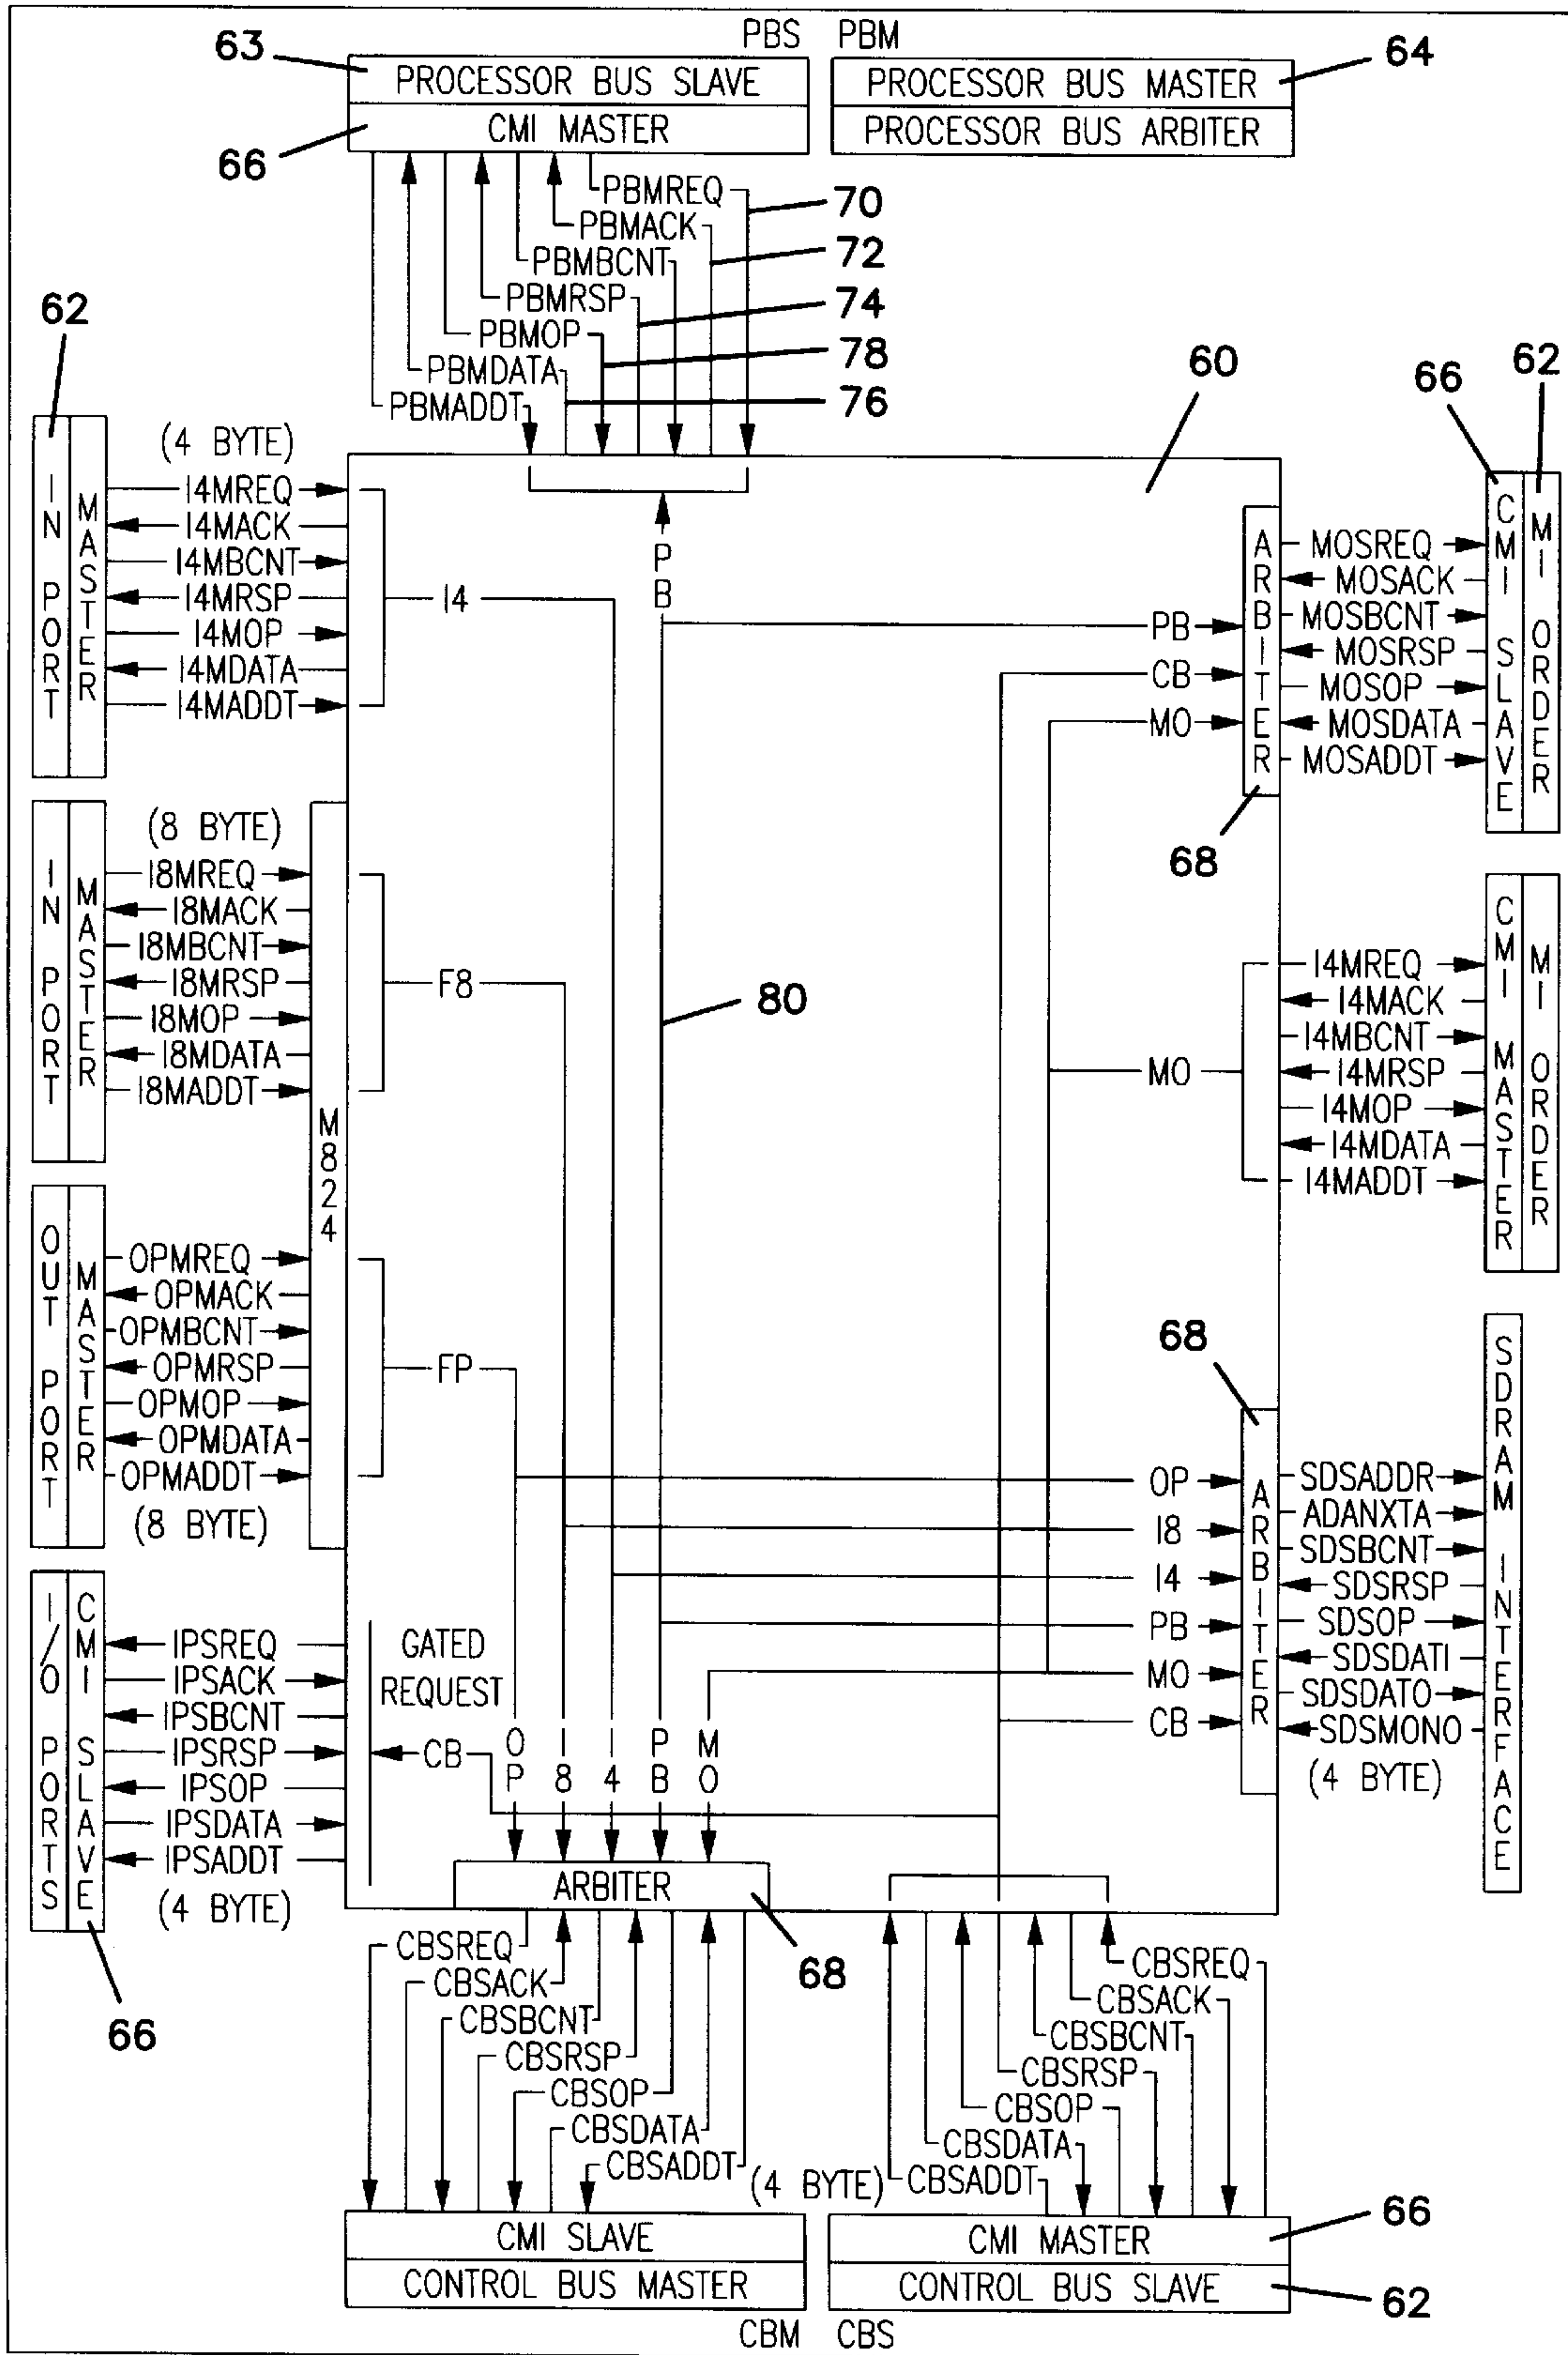 PBS PBM
63
PROCESSOR BUS SLAVE
CMI MASTER
66
PROCESSOR BUS MASTER
PROCESSOR BUS ARBITER
64
PBMREQ
PBMACK
PBMBCNT
PBMRSP
PBMOP
PBMDATA
PBMADDT
70
72
74
78
76
62
IN PORT
MASTER
(4 BYTE)
I4MREQ
I4MACK
I4MBCNT
I4MRSP
I4MOP
I4MDATA
I4MADDT
I4
IN PORT
MASTER
(8 BYTE)
I8MREQ
I8MACK
I8MBCNT
I8MRSP
I8MOP
I8MDATA
I8MADDT
F8
M824
OUT PORT
MASTER
OPMREQ
OPMACK
OPMBCNT
OPMRSP
OPMOP
OPMDATA
OPMADDT
(8 BYTE)
FP
I/O PORTS
CMI SLAVE
IPSREQ
IPSACK
IPSBCNT
IPSRSP
IPSOP
IPSDATA
IPSADDT
(4 BYTE)
66
GATED
REQUEST
CB
60
PB
80
PB
CB
MO
ARBITER
68
MOSREQ
MOSACK
MOSBCNT
MOSRSP
MOSOP
MOSDATA
MOSADDT
66
62
CMI SLAVE
MI ORDER
MO
I4MREQ
I4MACK
I4MBCNT
I4MRSP
I4MOP
I4MDATA
I4MADDT
CMI MASTER
MI ORDER
68
OP
I8
I4
PB
MO
CB
ARBITER
SDSADDR
ADANXTA
SDSBCNT
SDSRSP
SDSOP
SDSDATI
SDSDATO
SDSMONO
(4 BYTE)
SDRAM INTERFACE
OP
8
4
PB
MO
ARBITER
68
CBSREQ
CBSACK
CBSBCNT
CBSRSP
CBSOP
CBSDATA
CBSADDT
(4 BYTE)
CBSREQ
CBSACK
CBSBCNT
CBSRSP
CBSOP
CBSDATA
CBSADDT
CMI SLAVE
CONTROL BUS MASTER
CMI MASTER
CONTROL BUS SLAVE
66
62
CBM CBS